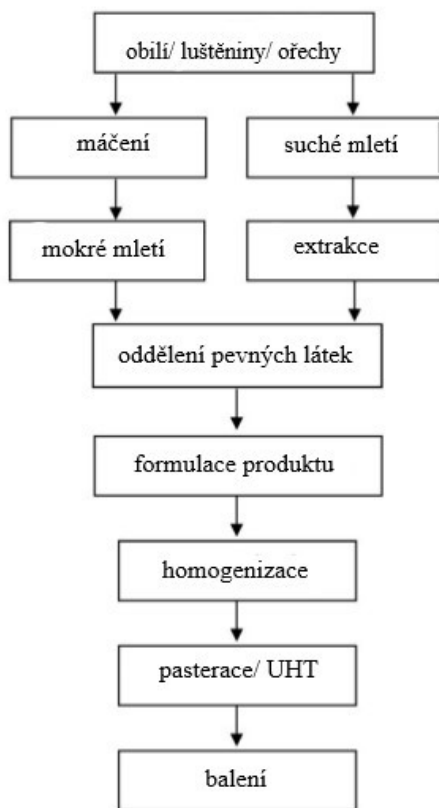 obilí/ luštěniny/ ořechy
máčení
suché mletí
mokré mletí
extrakce
oddělení pevných látek
formulace produktu
homogenizace
pasterace/ UHT
balení